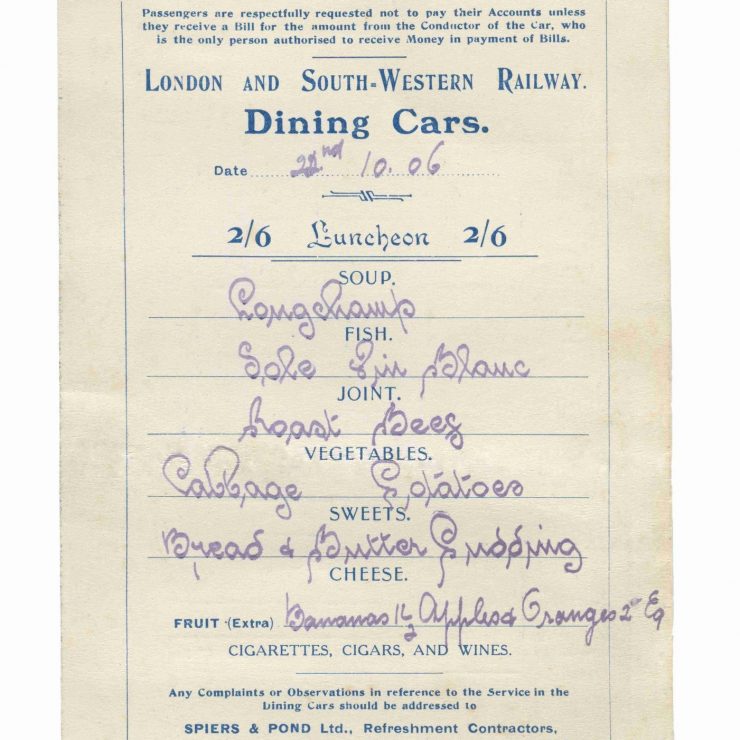 Passengers are respectfully requested not to pay their Accounts unless
they receive a Bill for the amount from the Conductor of the Car, who
is the only person authorised to receive Money in payment of Bills.
London and South-Western Railway.
Dining Cars.
Date 22nd 10.06
2/6 Luncheon 2/6
SOUP.
Longchamp
FISH.
Sole Vin Blanc
JOINT.
Roast Beef
VEGETABLES.
Cabbage Potatoes
SWEETS.
Bread & Butter Pudding
CHEESE.
FRUIT (Extra) Bananas 1½ Apples & Oranges 2d Ea
CIGARETTES, CIGARS, AND WINES.
Any Complaints or Observations in reference to the Service in the
Dining Cars should be addressed to
SPIERS & POND Ltd., Refreshment Contractors,